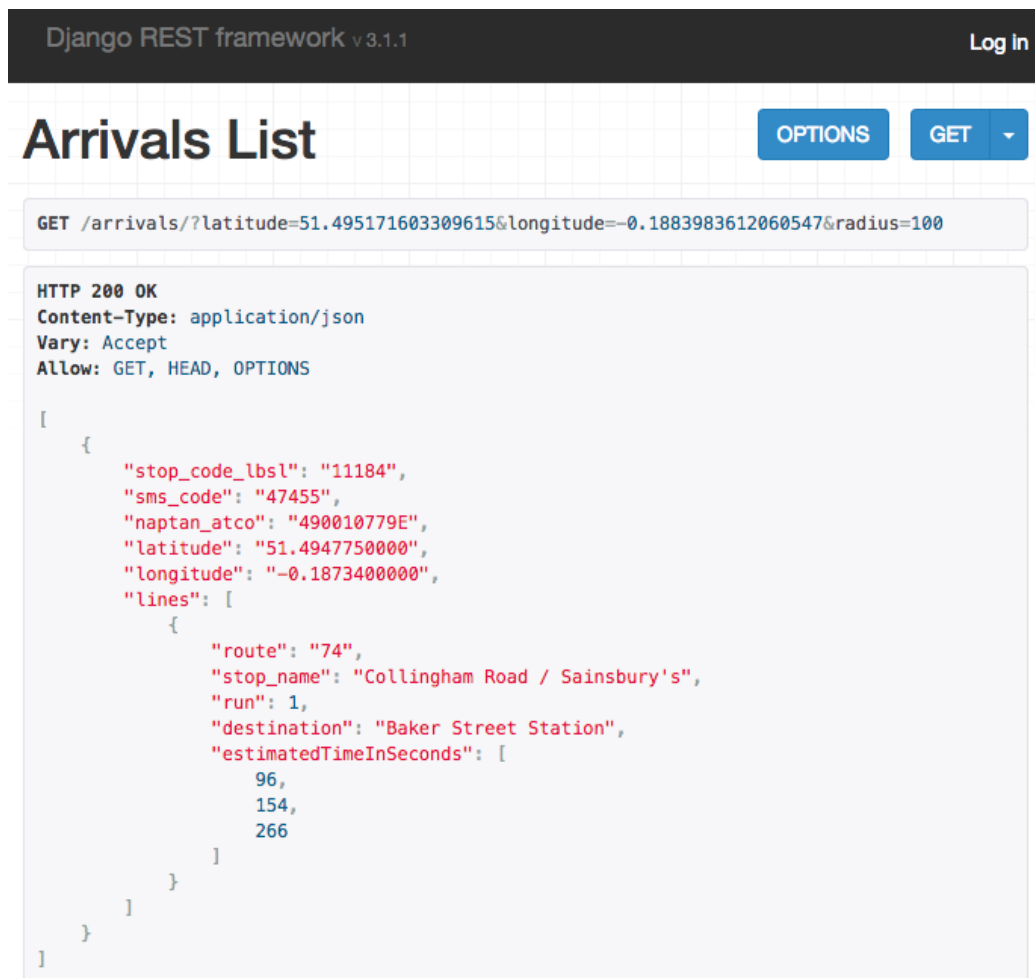 Django REST framework v 3.1.1
Log in
Arrivals List
OPTIONS
GET
GET /arrivals/?latitude=51.495171603309615&longitude=-0.1883983612060547&radius=100
HTTP 200 OK
Content-Type: application/json
Vary: Accept
Allow: GET, HEAD, OPTIONS
[
    {
        "stop_code_lbsl": "11184",
        "sms_code": "47455",
        "naptan_atco": "490010779E",
        "latitude": "51.4947750000",
        "longitude": "-0.1873400000",
        "lines": [
            {
                "route": "74",
                "stop_name": "Collingham Road / Sainsbury's",
                "run": 1,
                "destination": "Baker Street Station",
                "estimatedTimeInSeconds": [
                    96,
                    154,
                    266
                ]
            }
        ]
    }
]